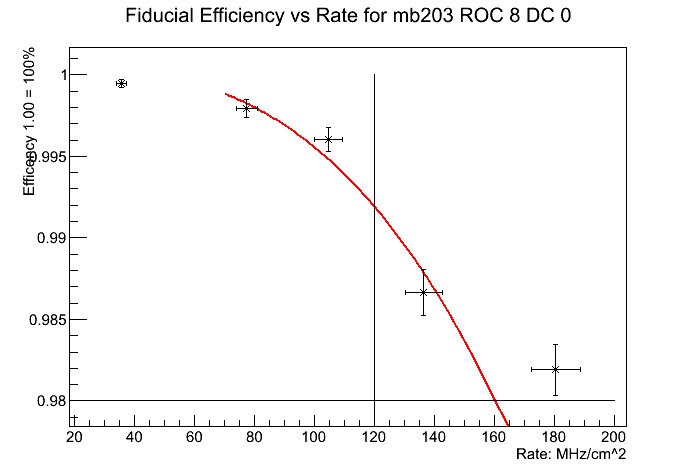 Fiducial Efficiency vs Rate for mb203 ROC 8 DC 0
Efficency 1.00 = 100%
1
0.995
0.99
0.985
0.98
20 40 60 80 100 120 140 160 180 200
Rate: MHz/cm^2